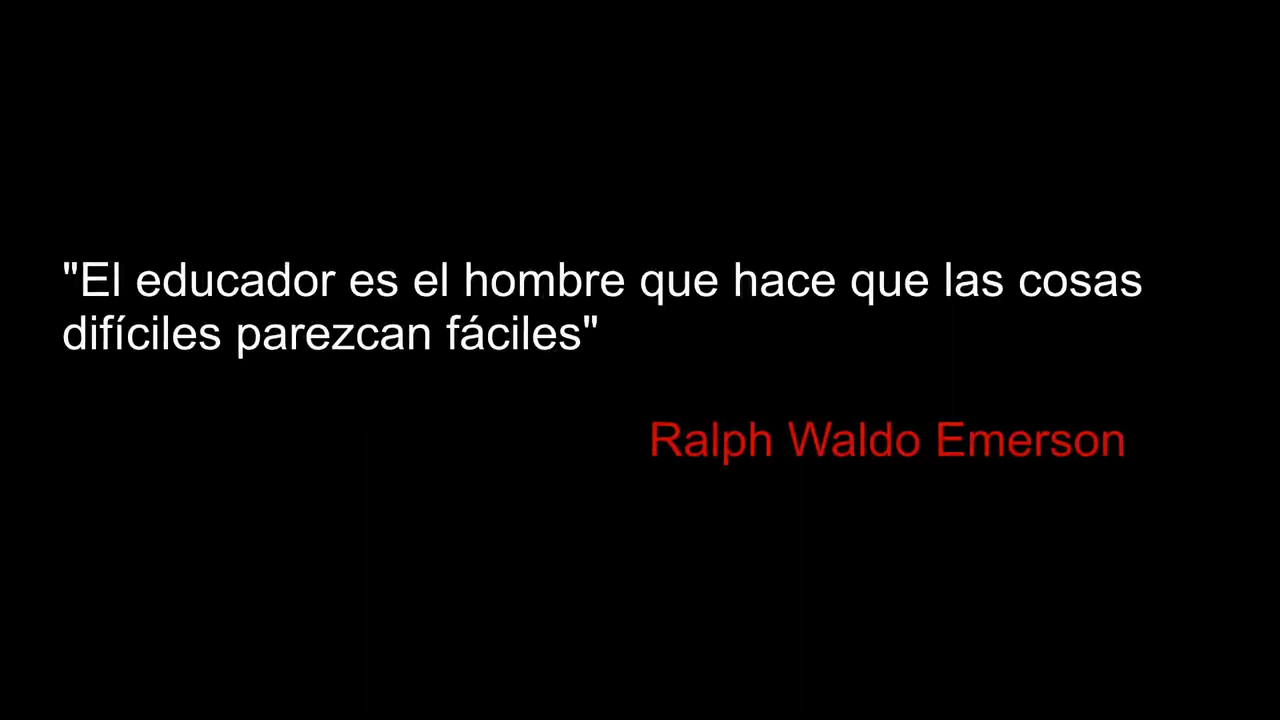 "El educador es el hombre que hace que las cosas
difíciles parezcan fáciles"
Ralph Waldo Emerson